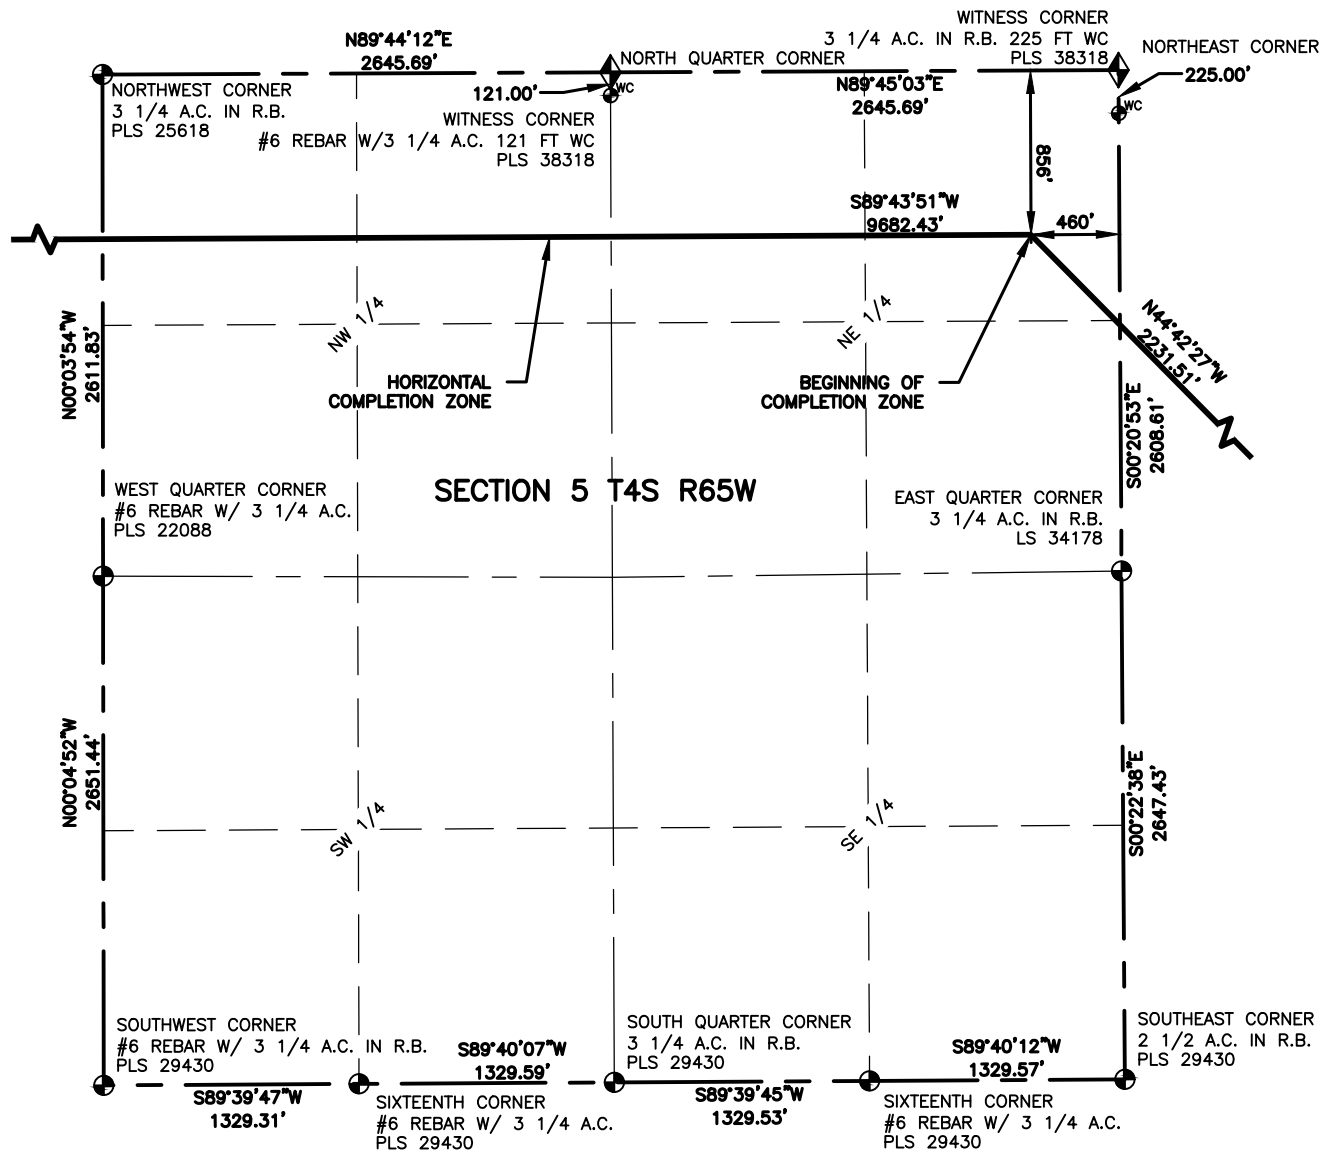 WITNESS CORNER
3 1/4 A.C. IN R.B. 225 FT WC
PLS 38318
NORTHEAST CORNER
225.00'
WC
N89°44'12"E
2645.69'
NORTH QUARTER CORNER
N89°45'03"E
2645.69'
NORTHWEST CORNER
3 1/4 A.C. IN R.B.
PLS 25618
121.00'
WC
WITNESS CORNER
#6 REBAR W/3 1/4 A.C. 121 FT WC
PLS 38318
856'
S89°43'51"W
9682.43'
460'
N00°03'54"W
2611.83'
NW 1/4
NE 1/4
N44°42'27"W
2231.51'
HORIZONTAL
COMPLETION ZONE
BEGINNING OF
COMPLETION ZONE
S00°20'53"E
2608.61'
WEST QUARTER CORNER
#6 REBAR W/ 3 1/4 A.C.
PLS 22088
SECTION 5 T4S R65W
EAST QUARTER CORNER
3 1/4 A.C. IN R.B.
LS 34178
N00°04'52"W
2651.44'
SW 1/4
SE 1/4
S00°22'38"E
2647.43'
SOUTHWEST CORNER
#6 REBAR W/ 3 1/4 A.C. IN R.B.
PLS 29430
S89°40'07"W
1329.59'
SOUTH QUARTER CORNER
3 1/4 A.C. IN R.B.
PLS 29430
S89°40'12"W
1329.57'
SOUTHEAST CORNER
2 1/2 A.C. IN R.B.
PLS 29430
S89°39'47"W
1329.31'
SIXTEENTH CORNER
#6 REBAR W/ 3 1/4 A.C.
PLS 29430
S89°39'45"W
1329.53'
SIXTEENTH CORNER
#6 REBAR W/ 3 1/4 A.C.
PLS 29430